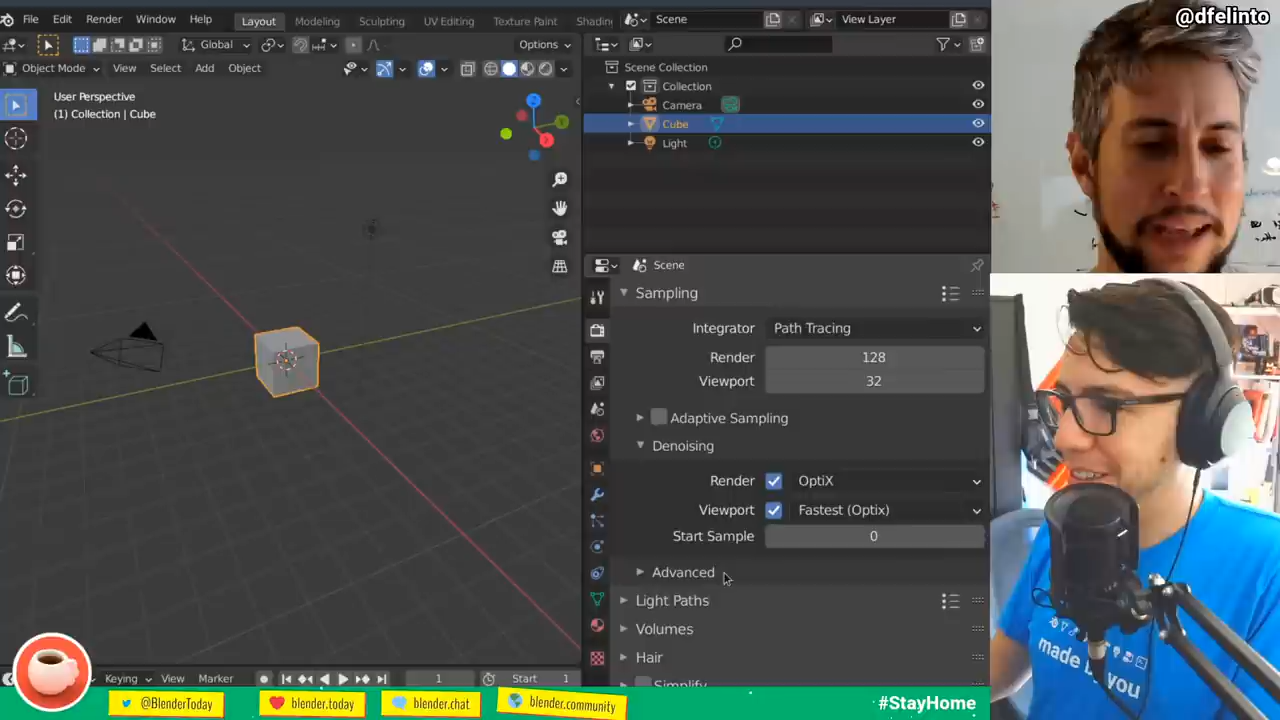 @dfelinto
File Edit Render Window Help Layout Modeling Sculpting UV Editing Texture Paint Shading Scene View Layer
Global Options
Object Mode View Select Add Object
User Perspective
(1) Collection | Cube
Scene Collection
Collection
Camera
Cube
Light
Scene
Sampling
Integrator Path Tracing
Render 128
Viewport 32
Adaptive Sampling
Denoising
Render OptiX
Viewport Fastest (Optix)
Start Sample 0
Advanced
Light Paths
Volumes
Hair
Simplify
Keying View Marker 1 Start 1
made by you
@BlenderToday blender.today blender.chat blender.community #StayHome